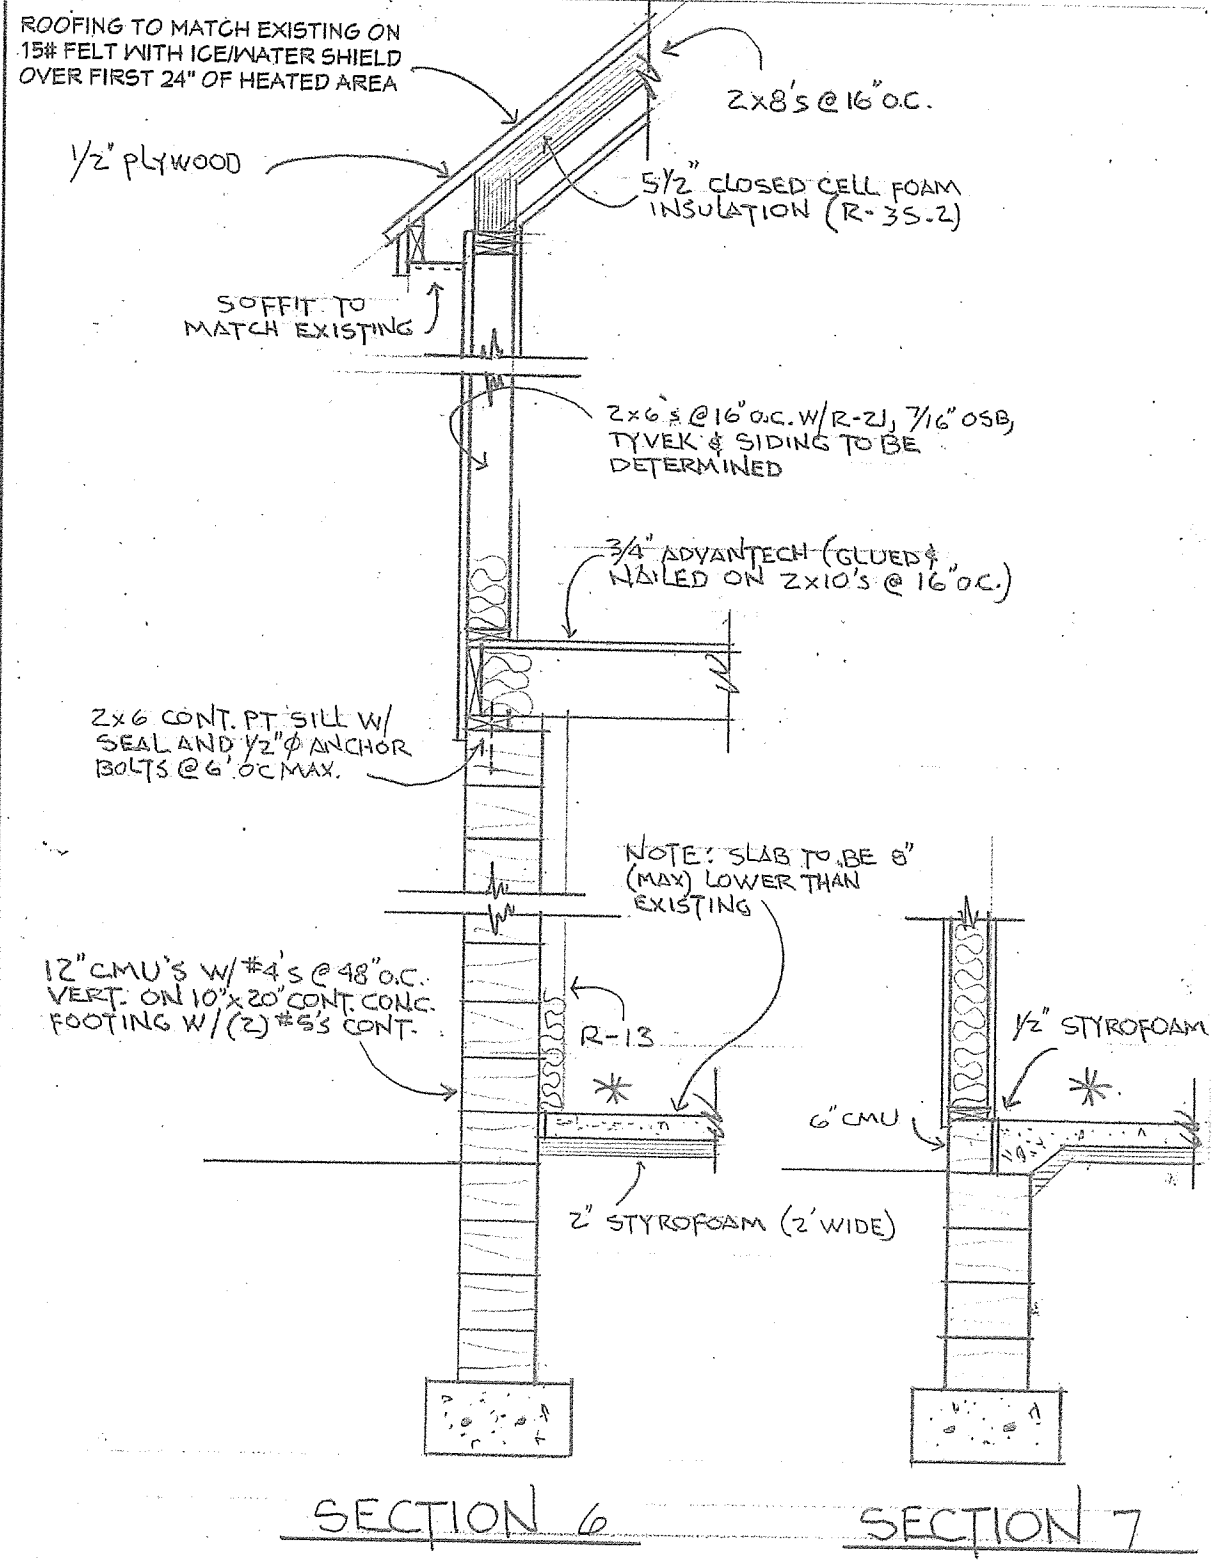 ROOFING TO MATCH EXISTING ON
15# FELT WITH ICE/WATER SHIELD
OVER FIRST 24" OF HEATED AREA
2x8's @ 16" O.C.
1/2" PLYWOOD
5 1/2" CLOSED CELL FOAM
INSULATION (R-35.2)
SOFFIT TO
MATCH EXISTING
2x6's @ 16" O.C. W/R-21, 7/16" OSB,
TYVEK & SIDING TO BE
DETERMINED
3/4" ADVANTECH (GLUED &
NAILED ON 2x10's @ 16" O.C.)
2x6 CONT. PT SILL W/
SEAL AND 1/2"Ø ANCHOR
BOLTS @ 6' OC MAX.
NOTE: SLAB TO BE 8"
(MAX) LOWER THAN
EXISTING
12" CMU'S W/ #4's @ 48" O.C.
VERT. ON 10"x20" CONT. CONC.
FOOTING W/(2) #5's CONT.
R-13
1/2" STYROFOAM
6" CMU
2" STYROFOAM (2' WIDE)
SECTION 6
SECTION 7